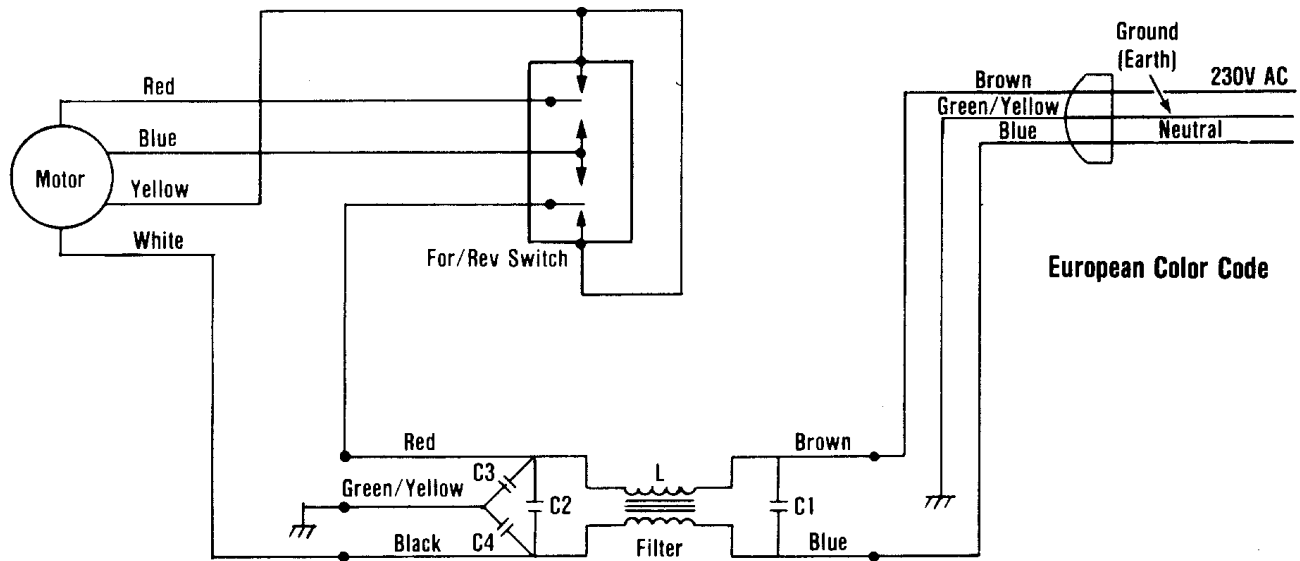 Ground
(Earth)
Brown
230V AC
Green/Yellow
Blue
Neutral
Red
Blue
Motor
Yellow
White
For/Rev Switch
European Color Code
Red
Brown
C3
L
Green/Yellow
C2
C1
C4
Black
Filter
Blue